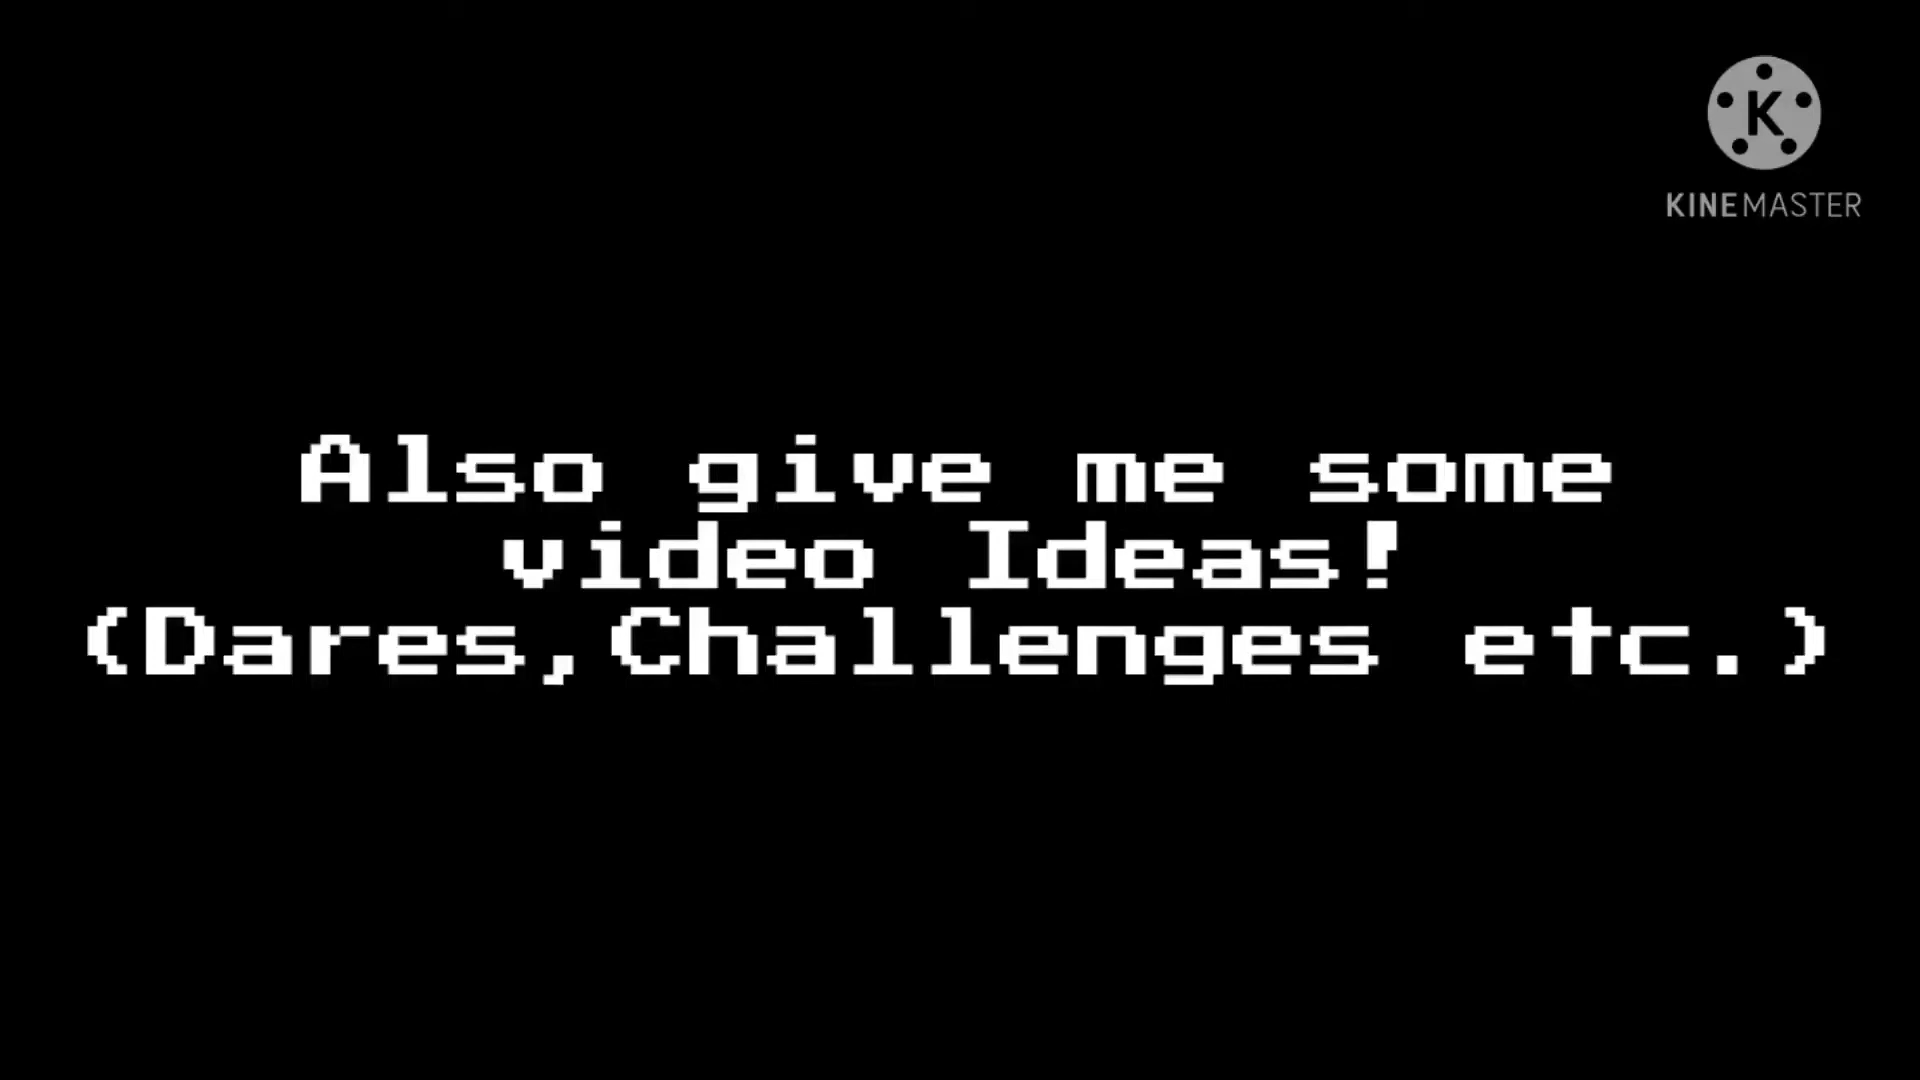 K
KINEMASTER
Also give me some
video Ideas!
(Dares,Challenges etc.)